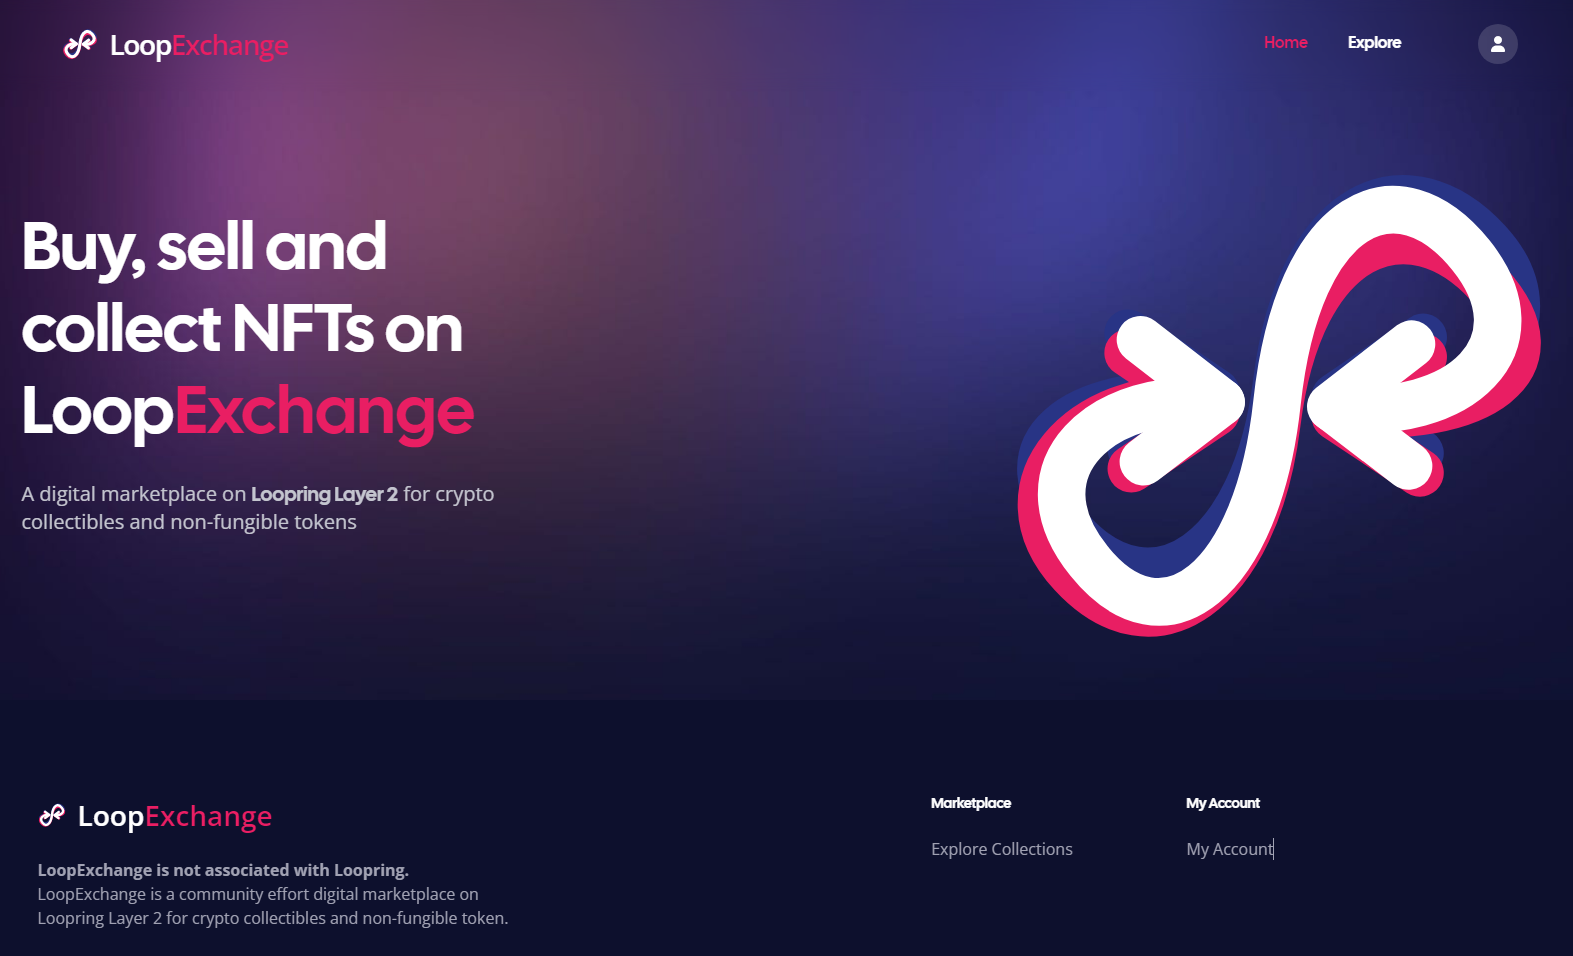 LoopExchange
Home
Explore
Buy, sell and
collect NFTs on
LoopExchange
A digital marketplace on Loopring Layer 2 for crypto
collectibles and non-fungible tokens
LoopExchange
LoopExchange is not associated with Loopring.
LoopExchange is a community effort digital marketplace on
Loopring Layer 2 for crypto collectibles and non-fungible token.
Marketplace
Explore Collections
My Account
My Account